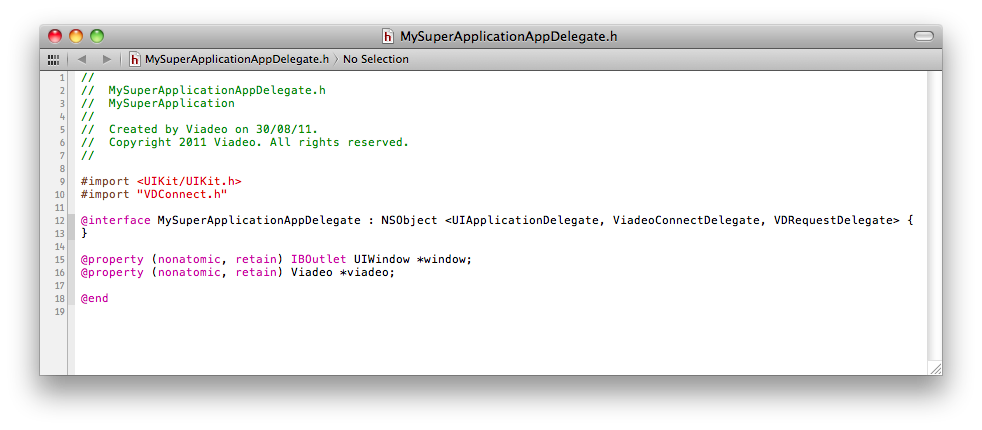 MySuperApplicationAppDelegate.h
MySuperApplicationAppDelegate.h 〉 No Selection
1 //
2 //  MySuperApplicationAppDelegate.h
3 //  MySuperApplication
4 //
5 //  Created by Viadeo on 30/08/11.
6 //  Copyright 2011 Viadeo. All rights reserved.
7 //
8
9 #import <UIKit/UIKit.h>
10 #import "VDConnect.h"
11
12 @interface MySuperApplicationAppDelegate : NSObject <UIApplicationDelegate, ViadeoConnectDelegate, VDRequestDelegate> {
13 }
14
15 @property (nonatomic, retain) IBOutlet UIWindow *window;
16 @property (nonatomic, retain) Viadeo *viadeo;
17
18 @end
19